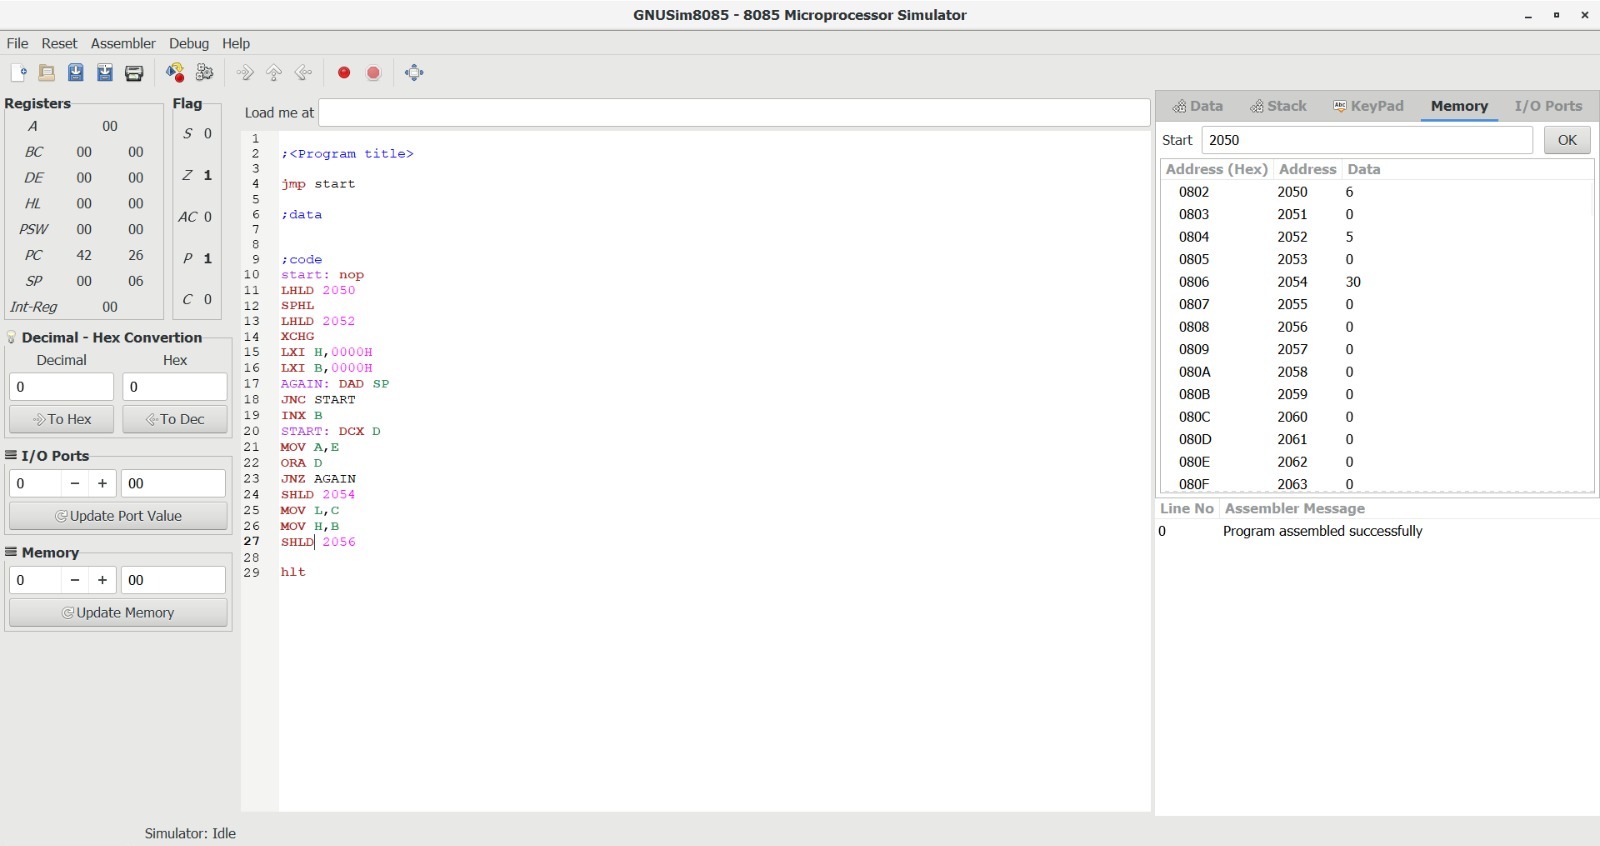 GNUSim8085 - 8085 Microprocessor Simulator
File Reset Assembler Debug Help
Registers
A 00
BC 00 00
DE 00 00
HL 00 00
PSW 00 00
PC 42 26
SP 00 06
Int-Reg 00
Flag
S 0
Z 1
AC 0
P 1
C 0
Decimal - Hex Convertion
Decimal Hex
0 0
To Hex To Dec
I/O Ports
0 - + 00
Update Port Value
Memory
0 - + 00
Update Memory
Load me at
1
2 ;<Program title>
3
4 jmp start
5
6 ;data
7
8
9 ;code
10 start: nop
11 LHLD 2050
12 SPHL
13 LHLD 2052
14 XCHG
15 LXI H,0000H
16 LXI B,0000H
17 AGAIN: DAD SP
18 JNC START
19 INX B
20 START: DCX D
21 MOV A,E
22 ORA D
23 JNZ AGAIN
24 SHLD 2054
25 MOV L,C
26 MOV H,B
27 SHLD 2056
28
29 hlt
Data Stack Abc KeyPad Memory I/O Ports
Start 2050 OK
Address (Hex) Address Data
0802 2050 6
0803 2051 0
0804 2052 5
0805 2053 0
0806 2054 30
0807 2055 0
0808 2056 0
0809 2057 0
080A 2058 0
080B 2059 0
080C 2060 0
080D 2061 0
080E 2062 0
080F 2063 0
Line No Assembler Message
0 Program assembled successfully
Simulator: Idle